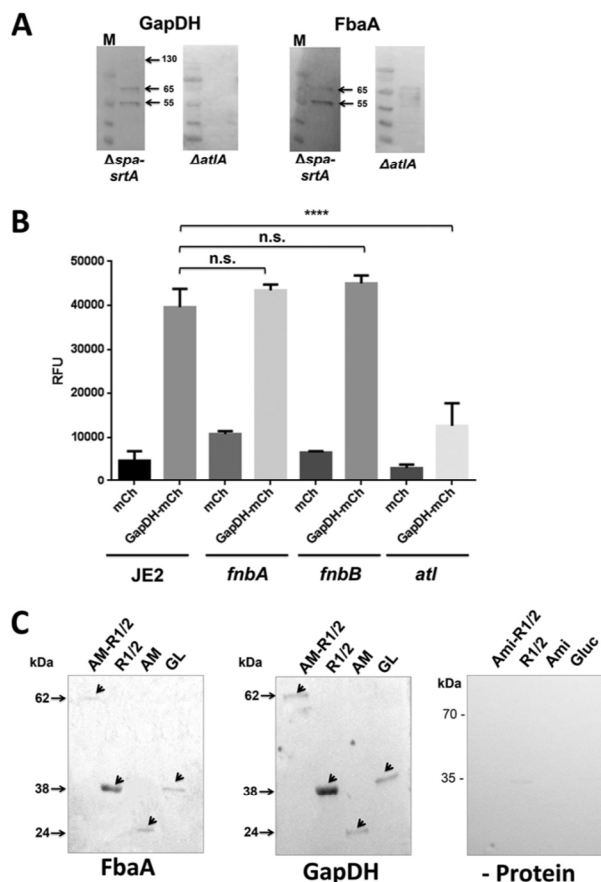 A
GapDH
FbaA
M
130
65
55
M
65
55
Δspa-
srtA
ΔatlA
Δspa-
srtA
ΔatlA
B
****
n.s.
n.s.
50000
40000
30000
20000
10000
0
RFU
mCh
GapDH-mCh
mCh
GapDH-mCh
mCh
GapDH-mCh
mCh
GapDH-mCh
JE2
fnbA
fnbB
atl
C
kDa
AM-R1/2
R1/2
AM
GL
62
38
24
FbaA
kDa
AM-R1/2
R1/2
AM
GL
62
38
24
GapDH
kDa
Ami-R1/2
R1/2
Ami
Gluc
70 -
35 -
- Protein